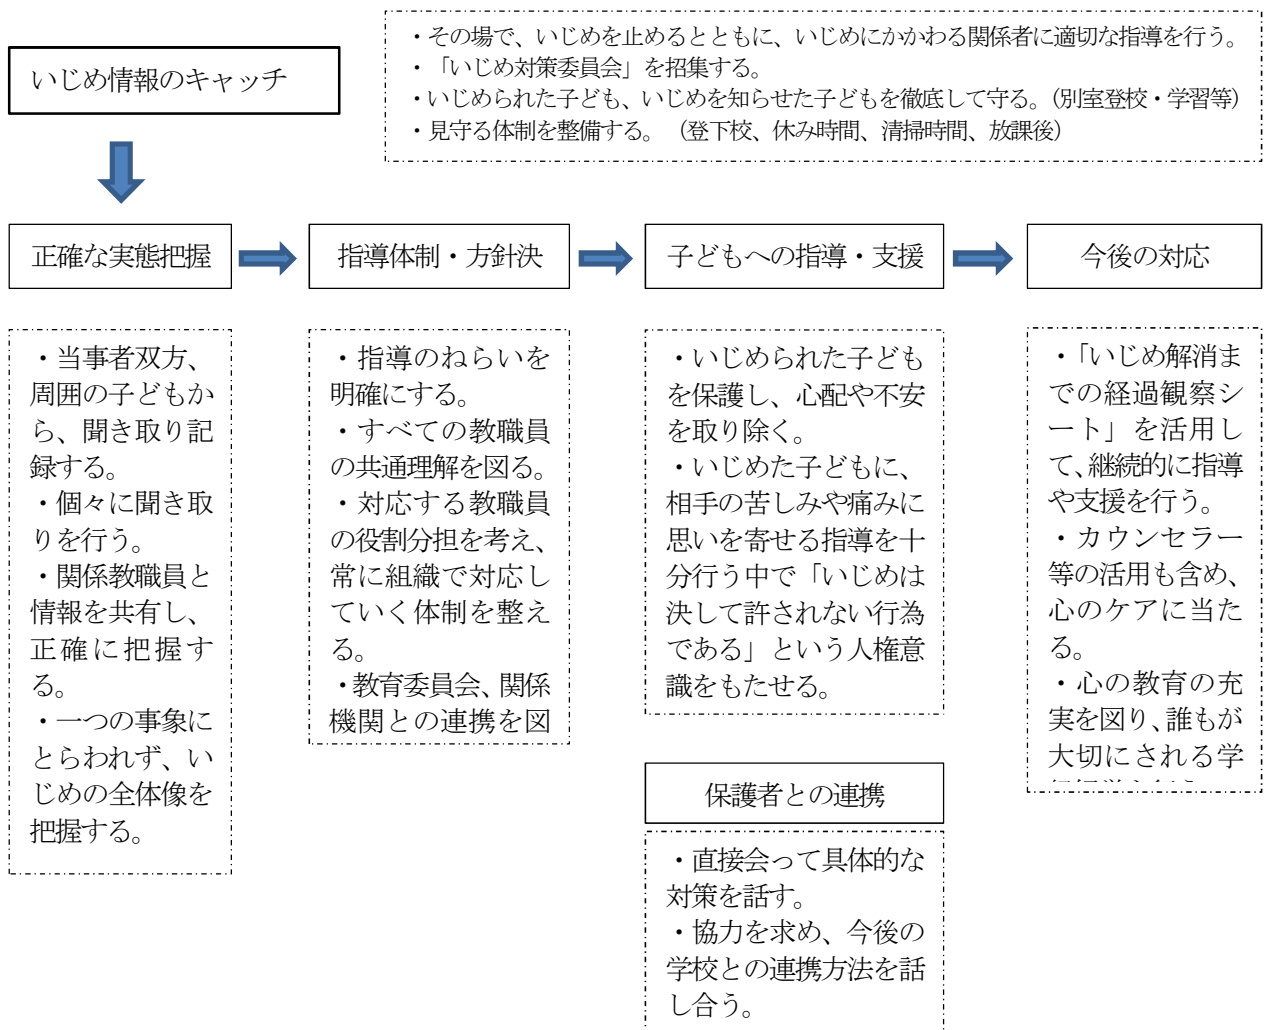 いじめ情報のキャッチ
・その場で、いじめを止めるとともに、いじめにかかわる関係者に適切な指導を行う。
・「いじめ対策委員会」を招集する。
・いじめられた子ども、いじめを知らせた子どもを徹底して守る。（別室登校・学習等）
・見守る体制を整備する。（登下校、休み時間、清掃時間、放課後）
正確な実態把握
指導体制・方針決
子どもへの指導・支援
今後の対応
・当事者双方、
周囲の子どもか
ら、聞き取り記
録する。
・個々に聞き取
りを行う。
・関係教職員と
情報を共有し、
正確に把握す
る。
・一つの事象に
とらわれず、い
じめの全体像を
把握する。
・指導のねらいを
明確にする。
・すべての教職員
の共通理解を図る。
・対応する教職員
の役割分担を考え、
常に組織で対応し
ていく体制を整え
る。
・教育委員会、関係
機関との連携を図
・いじめられた子ども
を保護し、心配や不安
を取り除く。
・いじめた子どもに、
相手の苦しみや痛みに
思いを寄せる指導を十
分行う中で「いじめは
決して許されない行為
である」という人権意
識をもたせる。
・「いじめ解消ま
での経過観察シ
ート」を活用し
て、継続的に指導
や支援を行う。
・カウンセラー
等の活用も含め、
心のケアに当た
る。
・心の教育の充
実を図り、誰もが
大切にされる学
保護者との連携
・直接会って具体的な
対策を話す。
・協力を求め、今後の
学校との連携方法を話
し合う。